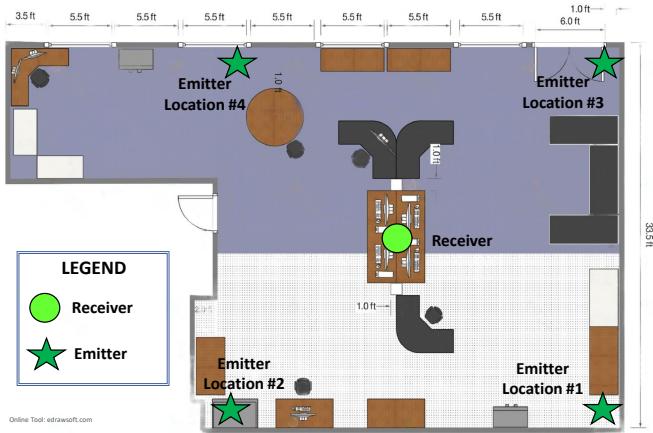 1.0 ft
3.5 ft
5.5 ft
5.5 ft
5.5 ft
5.5 ft
5.5 ft
5.5 ft
6.0 ft
Emitter
Location #4
1.0 ft
Emitter
Location #3
1.0 ft
33.5 ft
Receiver
LEGEND
Receiver
Emitter
1.0 ft
Emitter
Location #2
Emitter
Location #1
Online Tool: edrawsoft.com